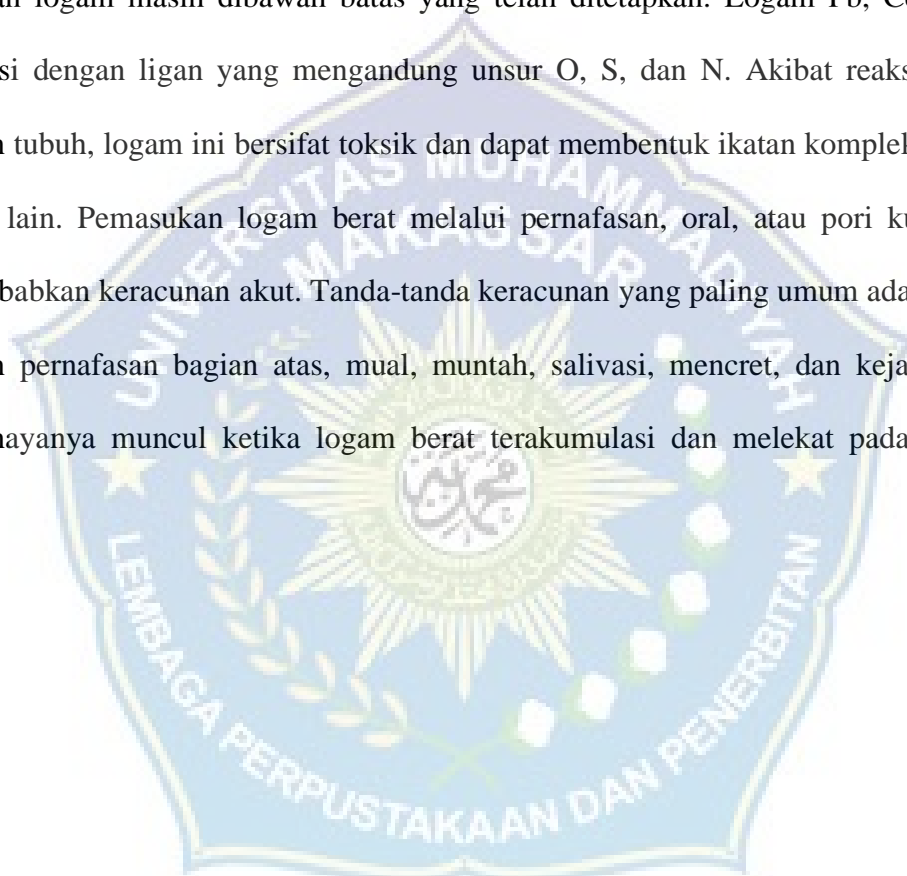 logam masih dibawah batas yang telah ditetapkan. Logam Pb,
si dengan ligan yang mengandung unsur O, S, dan N. Akibat reaks
n tubuh, logam ini bersifat toksik dan dapat membentuk ikatan komplek
lain. Pemasukan logam berat melalui pernafasan, oral, atau pori ku
babkan keracunan akut. Tanda-tanda keracunan yang paling umum ada
n pernafasan bagian atas, mual, muntah, salivasi, mencret, dan keja
nayanya muncul ketika logam berat terakumulasi dan melekat pada
UNIVERSITAS MUHAMMADIYAH
MAKASSAR
محمدية
LEMBAGA PERPUSTAKAAN DAN PENERBITAN